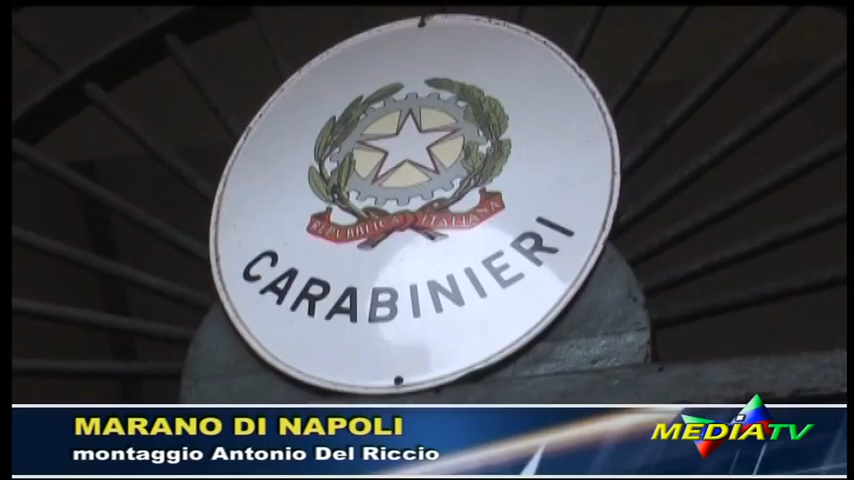 REPUBBLICA ITALIANA
CARABINIERI
MARANO DI NAPOLI
montaggio Antonio Del Riccio
MEDIATV